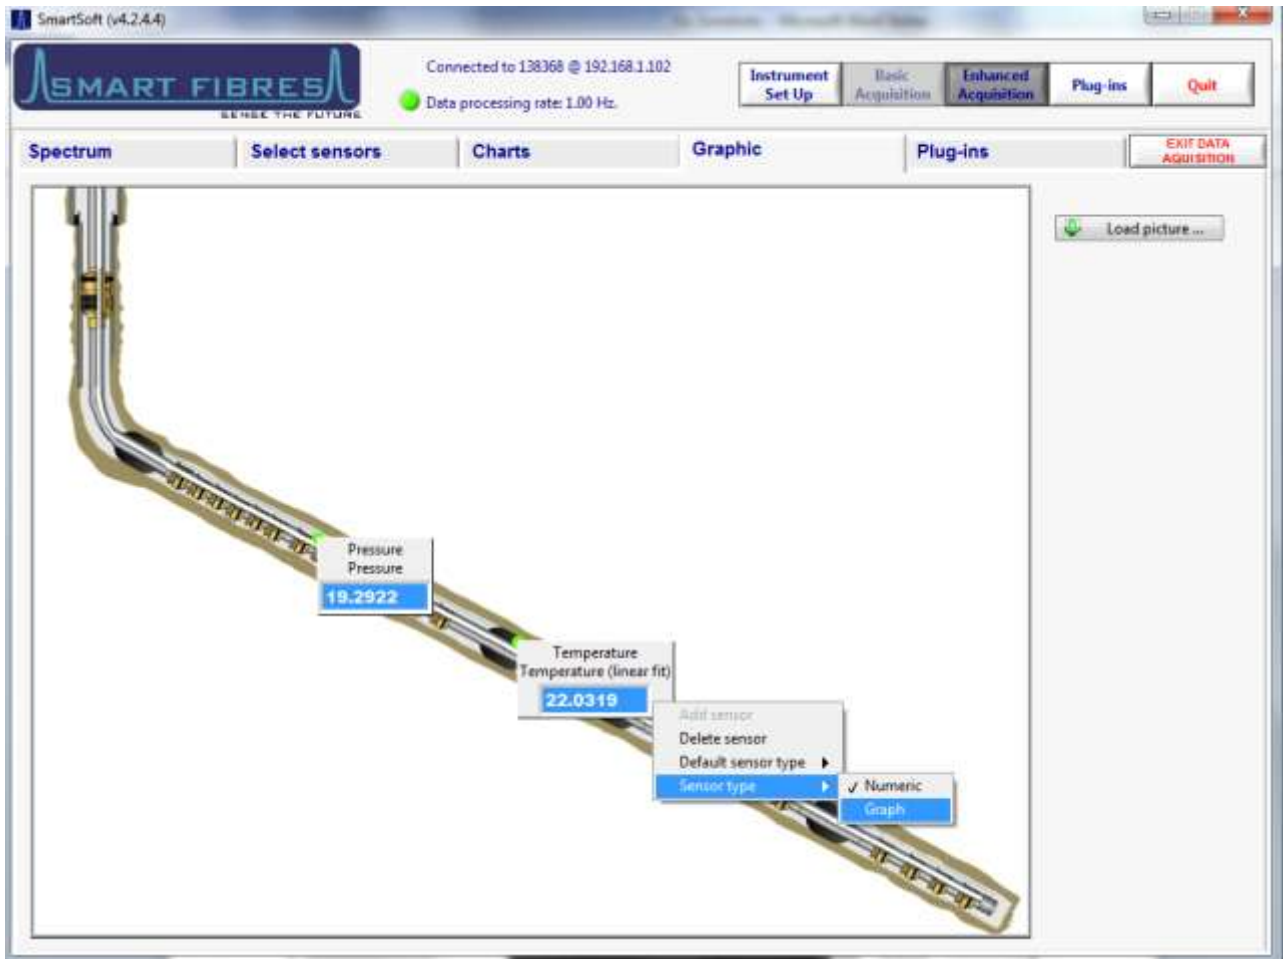 SmartSoft (v4.2.4.4)
SMART FIBRES
SENSE THE FUTURE
Connected to 138368 @ 192.168.1.102
Data processing rate: 1.00 Hz.
Instrument
Set Up
Basic
Acquisition
Enhanced
Acquisition
Plug-ins
Quit
Spectrum
Select sensors
Charts
Graphic
Plug-ins
EXIT DATA
AQUISITION
Load picture ...
Pressure
Pressure
19.2922
Temperature
Temperature (linear fit)
22.0319
Add sensor
Delete sensor
Default sensor type
Sensor type
✓ Numeric
Graph